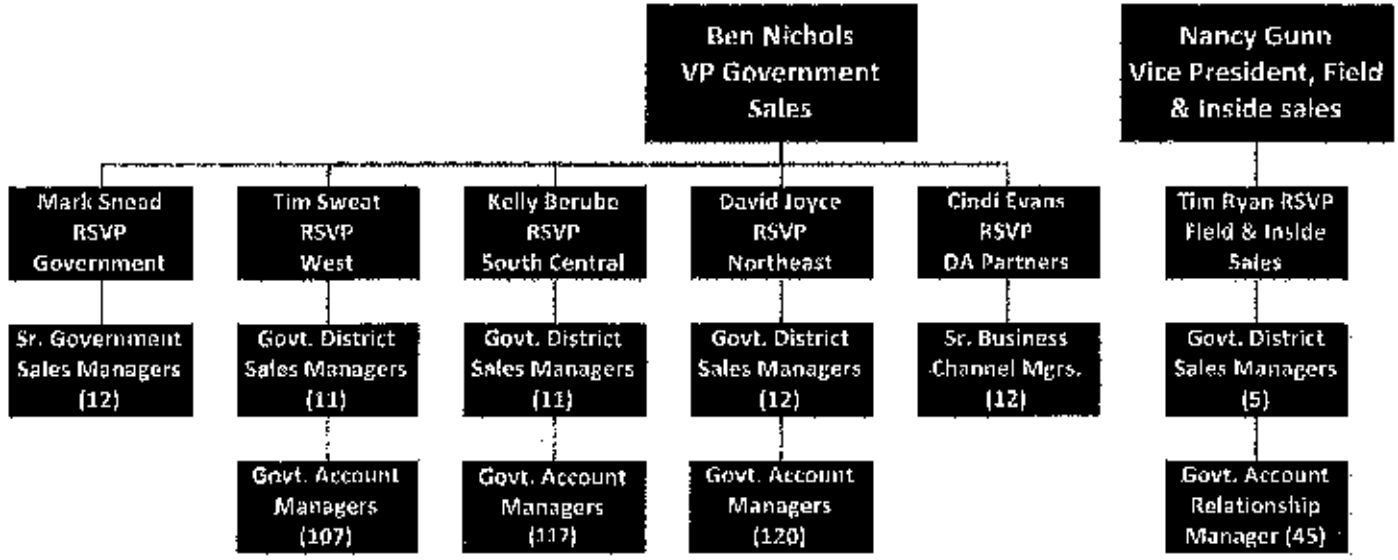 Ben Nichols
VP Government
Sales
Nancy Gunn
Vice President, Field
& Inside sales
Mark Snead
RSVP
Government
Tim Sweat
RSVP
West
Kelly Berube
RSVP
South Central
David Joyce
RSVP
Northeast
Cindi Evans
RSVP
DA Partners
Tim Ryan RSVP
Field & Inside
Sales
Sr. Government
Sales Managers
(12)
Govt. District
Sales Managers
(11)
Govt. District
Sales Managers
(11)
Govt. District
Sales Managers
(12)
Sr. Business
Channel Mgrs.
(12)
Govt. District
Sales Managers
(5)
Govt. Account
Managers
(107)
Govt. Account
Managers
(117)
Govt. Account
Managers
(120)
Govt. Account
Relationship
Manager (45)